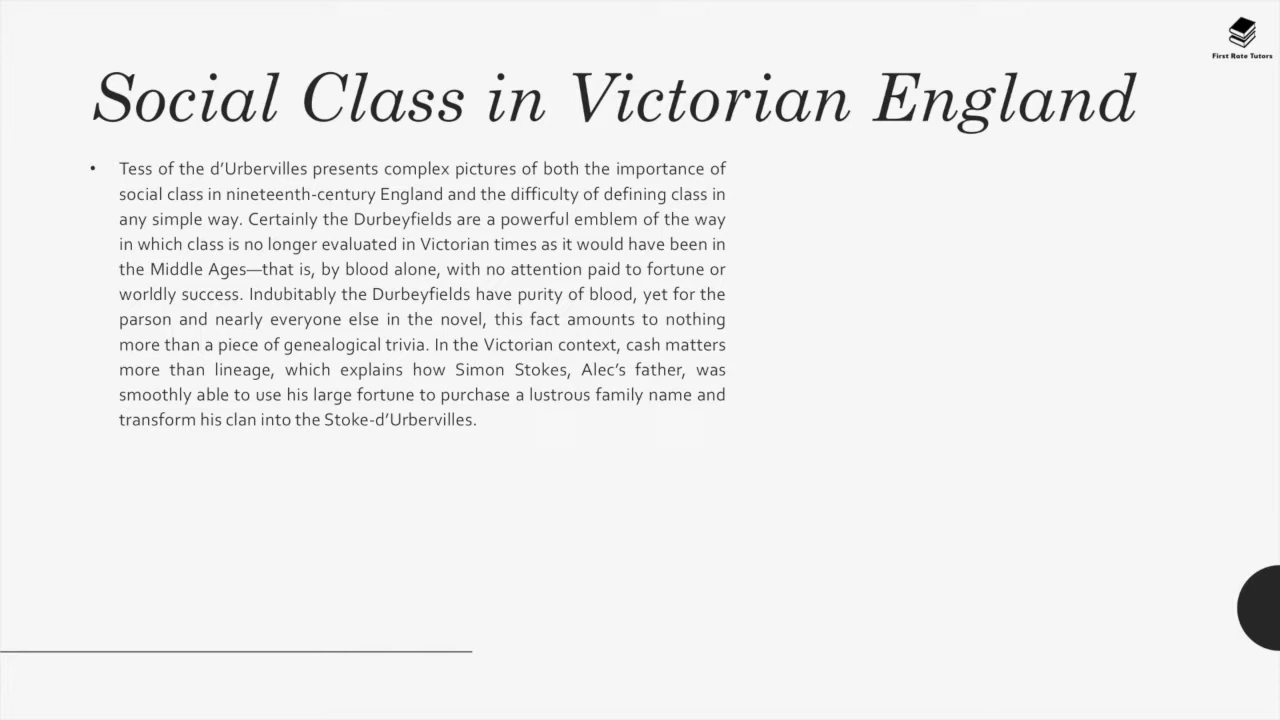 First Rate Tutors
Social Class in Victorian England
• Tess of the d’Urbervilles presents complex pictures of both the importance of
social class in nineteenth-century England and the difficulty of defining class in
any simple way. Certainly the Durbeyfields are a powerful emblem of the way
in which class is no longer evaluated in Victorian times as it would have been in
the Middle Ages—that is, by blood alone, with no attention paid to fortune or
worldly success. Indubitably the Durbeyfields have purity of blood, yet for the
parson and nearly everyone else in the novel, this fact amounts to nothing
more than a piece of genealogical trivia. In the Victorian context, cash matters
more than lineage, which explains how Simon Stokes, Alec’s father, was
smoothly able to use his large fortune to purchase a lustrous family name and
transform his clan into the Stoke-d’Urbervilles.